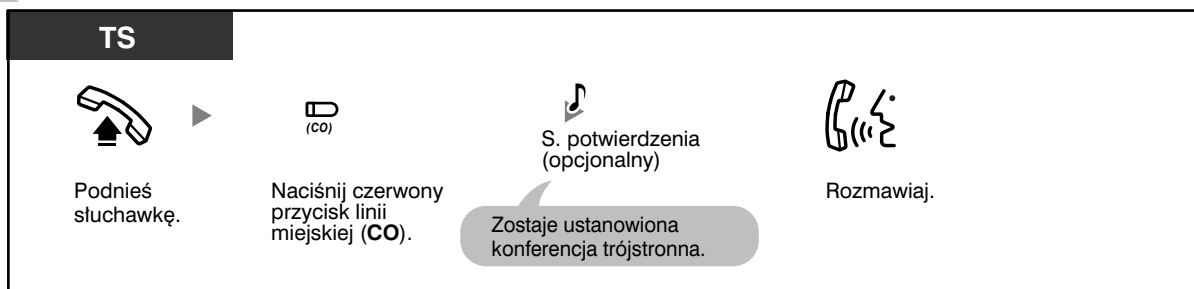 TS
(CO)
S. potwierdzenia
(opcjonalny)
Podnieś
słuchawkę.
Naciśnij czerwony
przycisk linii
miejskiej (CO).
Zostaje ustanowiona
konferencja trójstronna.
Rozmawiaj.